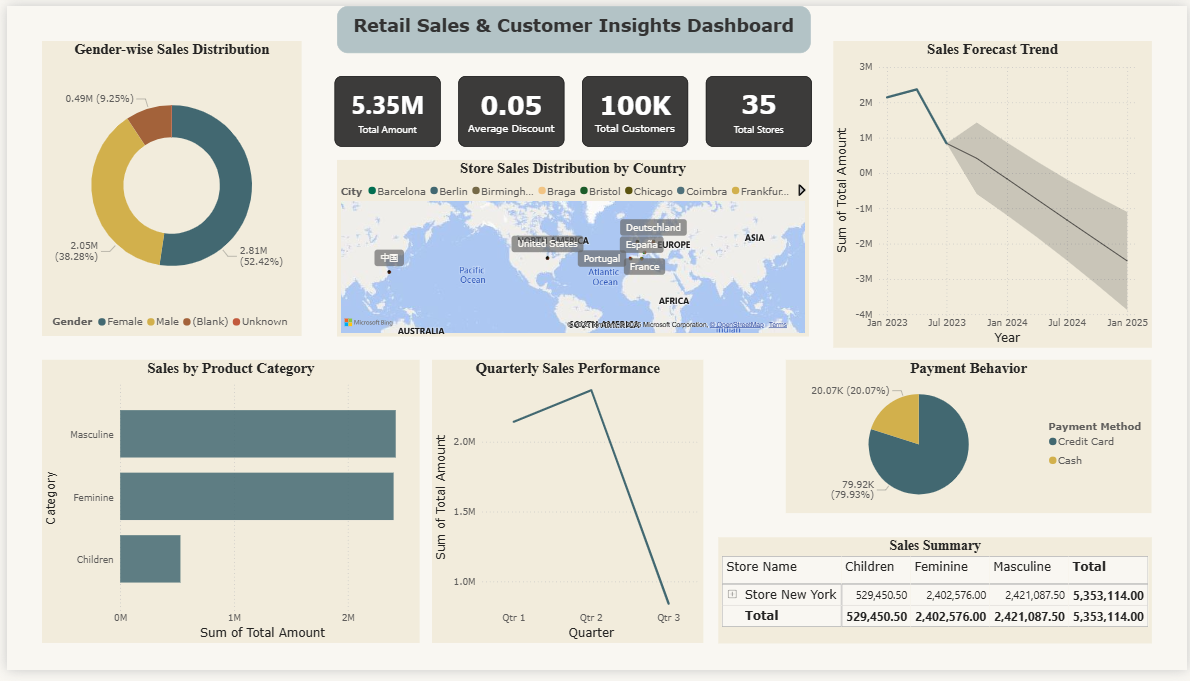 Retail Sales & Customer Insights Dashboard
Gender-wise Sales Distribution
0.49M (9.25%)
2.05M
(38.28%)
2.81M
(52.42%)
Gender Female Male (Blank) Unknown
5.35M
Total Amount
0.05
Average Discount
100K
Total Customers
35
Total Stores
Store Sales Distribution by Country
City Barcelona Berlin Birmingh... Braga Bristol Chicago Coimbra Frankfur...
Deutschland
NORTH AMERICA
United States
España
EUROPE
ASIA
中国
Portugal
France
Pacific
Ocean
Atlantic
Ocean
AFRICA
SOUTH AMERICA
AUSTRALIA
Indian
Microsoft Bing
Microsoft Corporation, © OpenStreetMap Terms
Sales Forecast Trend
Sum of Total Amount
3M
2M
1M
0M
-1M
-2M
-3M
-4M
Jan 2023 Jul 2023 Jan 2024 Jul 2024 Jan 2025
Year
Sales by Product Category
Category
Masculine
Feminine
Children
0M 1M 2M
Sum of Total Amount
Quarterly Sales Performance
Sum of Total Amount
2.0M
1.5M
1.0M
Qtr 1 Qtr 2 Qtr 3
Quarter
Payment Behavior
20.07K (20.07%)
79.92K
(79.93%)
Payment Method
Credit Card
Cash
Sales Summary
Store Name Children Feminine Masculine Total
Store New York 529,450.50 2,402,576.00 2,421,087.50 5,353,114.00
Total 529,450.50 2,402,576.00 2,421,087.50 5,353,114.00